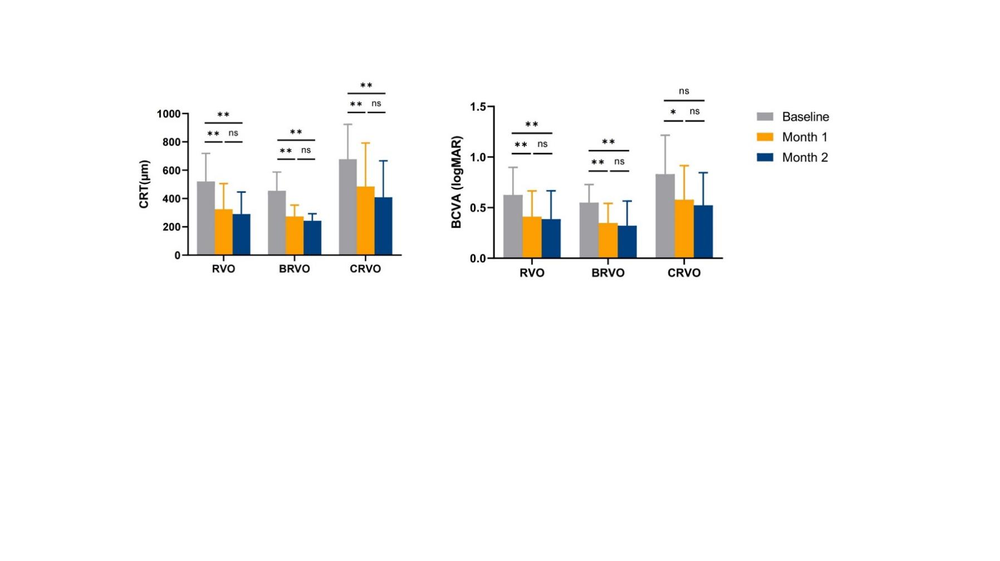 **
** ns
**
** ns
**
** ns
1000
800
600
400
200
0
CRT(μm)
RVO BRVO CRVO
ns
* ns
**
** ns
**
** ns
1.5
1.0
0.5
0.0
BCVA (logMAR)
RVO BRVO CRVO
Baseline
Month 1
Month 2